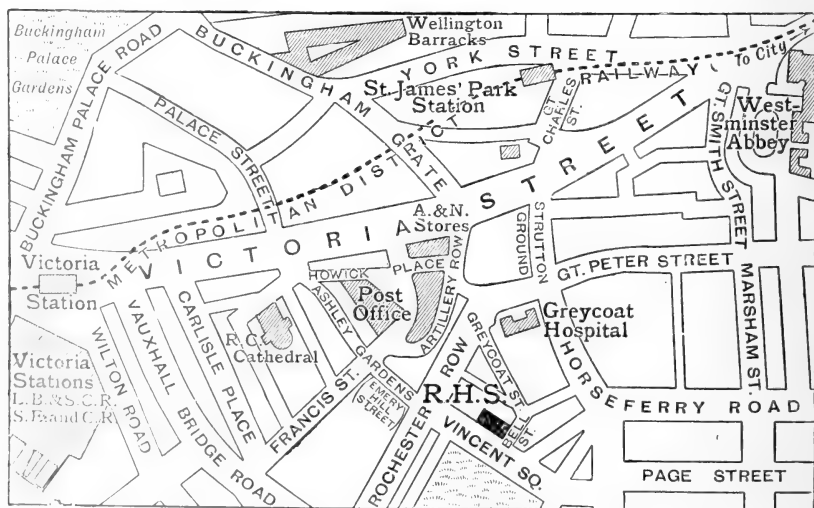 Buckingham
Palace
Gardens
BUCKINGHAM PALACE ROAD
BUCKINGHAM GRATE
Wellington
Barracks
YORK STREET
St. James' Park
Station
METROPOLITAN DISTRICT RAILWAY
To City
PALACE STREET
GT
CHARLES
ST.
GT. SMITH STREET
West-
minster
Abbey
VICTORIA STREET
A.&N.
Stores
STRUTTON
GROUND
Victoria
Station
HOWICK PLACE
ARTILLERY ROW
GT. PETER STREET
MARSHAM ST.
Post
Office
ASHLEY GARDENS
R.C.
Cathedral
CARLISLE PLACE
VAUXHALL BRIDGE ROAD
WILTON ROAD
Victoria
Stations
L.B.&S.C.R.
S.E. and C.R.
FRANCIS ST.
EMERY
HILL
STREET
ROCHESTER ROW
GREYCOAT ST.
Greycoat
Hospital
HORSEFERRY ROAD
R.H.S.
BELL
ST.
VINCENT SQ.
PAGE STREET